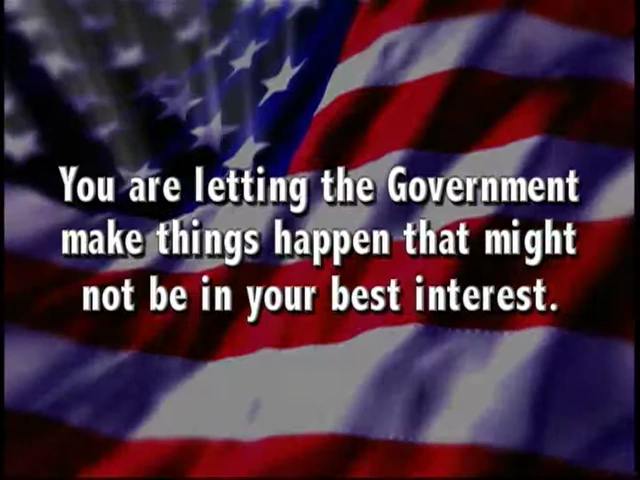 You are letting the Government
make things happen that might
not be in your best interest.